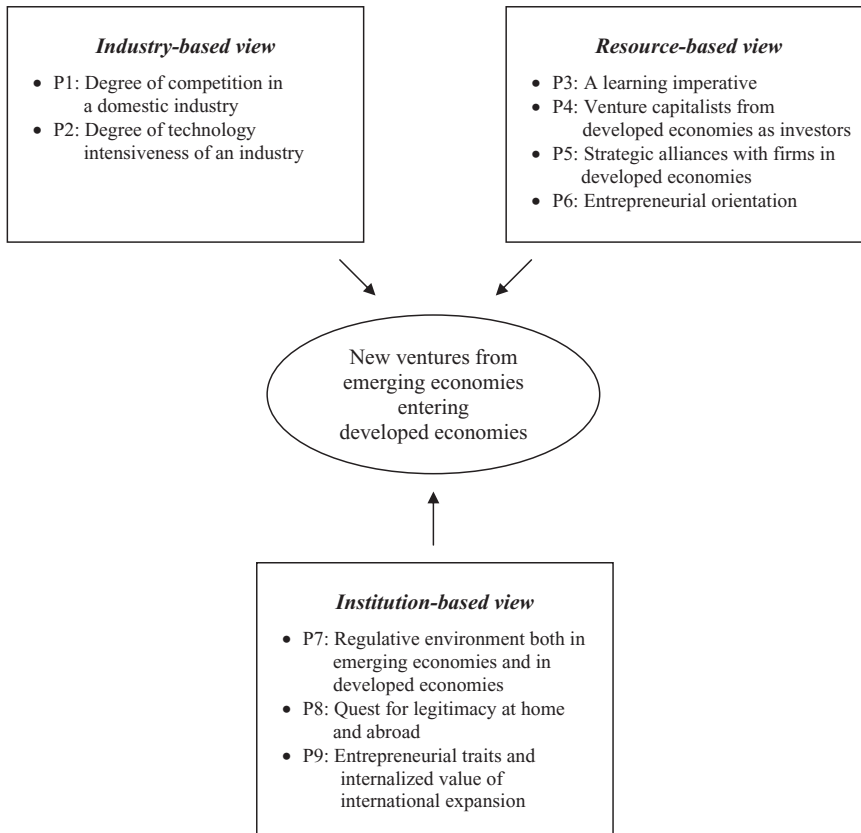 Industry-based view
• P1: Degree of competition in
a domestic industry
• P2: Degree of technology
intensiveness of an industry
Resource-based view
• P3: A learning imperative
• P4: Venture capitalists from
developed economies as investors
• P5: Strategic alliances with firms in
developed economies
• P6: Entrepreneurial orientation
New ventures from
emerging economies
entering
developed economies
Institution-based view
• P7: Regulative environment both in
emerging economies and in
developed economies
• P8: Quest for legitimacy at home
and abroad
• P9: Entrepreneurial traits and
internalized value of
international expansion